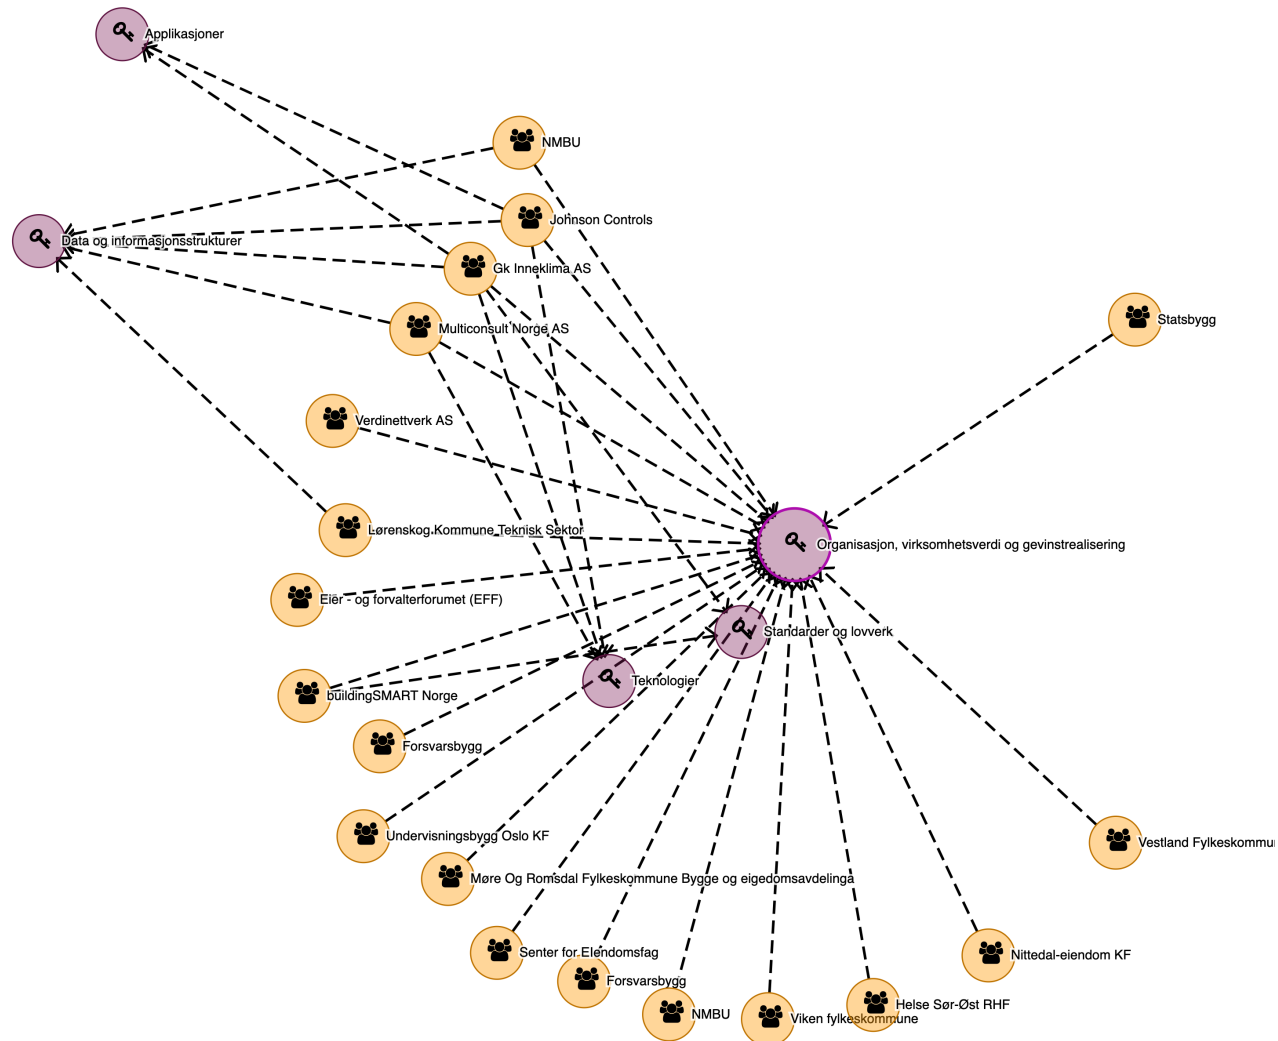 Applikasjoner
NMBU
Johnson Controls
Data og informasjonsstrukturer
Gk Inneklima AS
Statsbygg
Multiconsult Norge AS
Verdinettverk AS
Lørenskog Kommune Teknisk Sektor
Organisasjon, virksomhetsverdi og gevinstrealisering
Eier - og forvalterforumet (EFF)
Standarder og lovverk
Teknologier
buildingSMART Norge
Forsvarsbygg
Undervisningsbygg Oslo KF
Vestland Fylkeskommu
Møre Og Romsdal Fylkeskommune Bygge og eigedomsavdelinga
Senter for EIendomsfag
Nittedal-eiendom KF
Forsvarsbygg
Helse Sør-Øst RHF
NMBU
Viken fylkeskommune